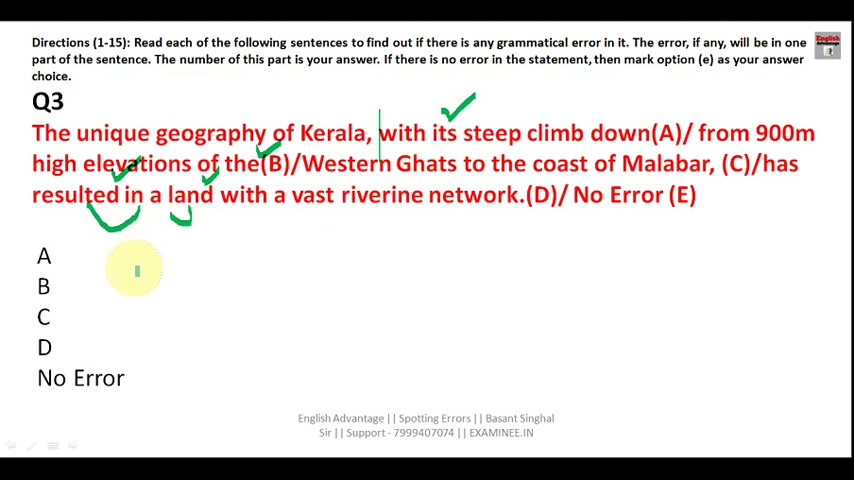 Directions (1-15): Read each of the following sentences to find out if there is any grammatical error in it. The error, if any, will be in one
part of the sentence. The number of this part is your answer. If there is no error in the statement, then mark option (e) as your answer
choice.
English
Advantage
Q3
The unique geography of Kerala, with its steep climb down(A)/ from 900m
high elevations of the(B)/Western Ghats to the coast of Malabar, (C)/has
resulted in a land with a vast riverine network.(D)/ No Error (E)
A
B
C
D
No Error
English Advantage || Spotting Errors || Basant Singhal
Sir || Support - 7999407074 || EXAMINEE.IN